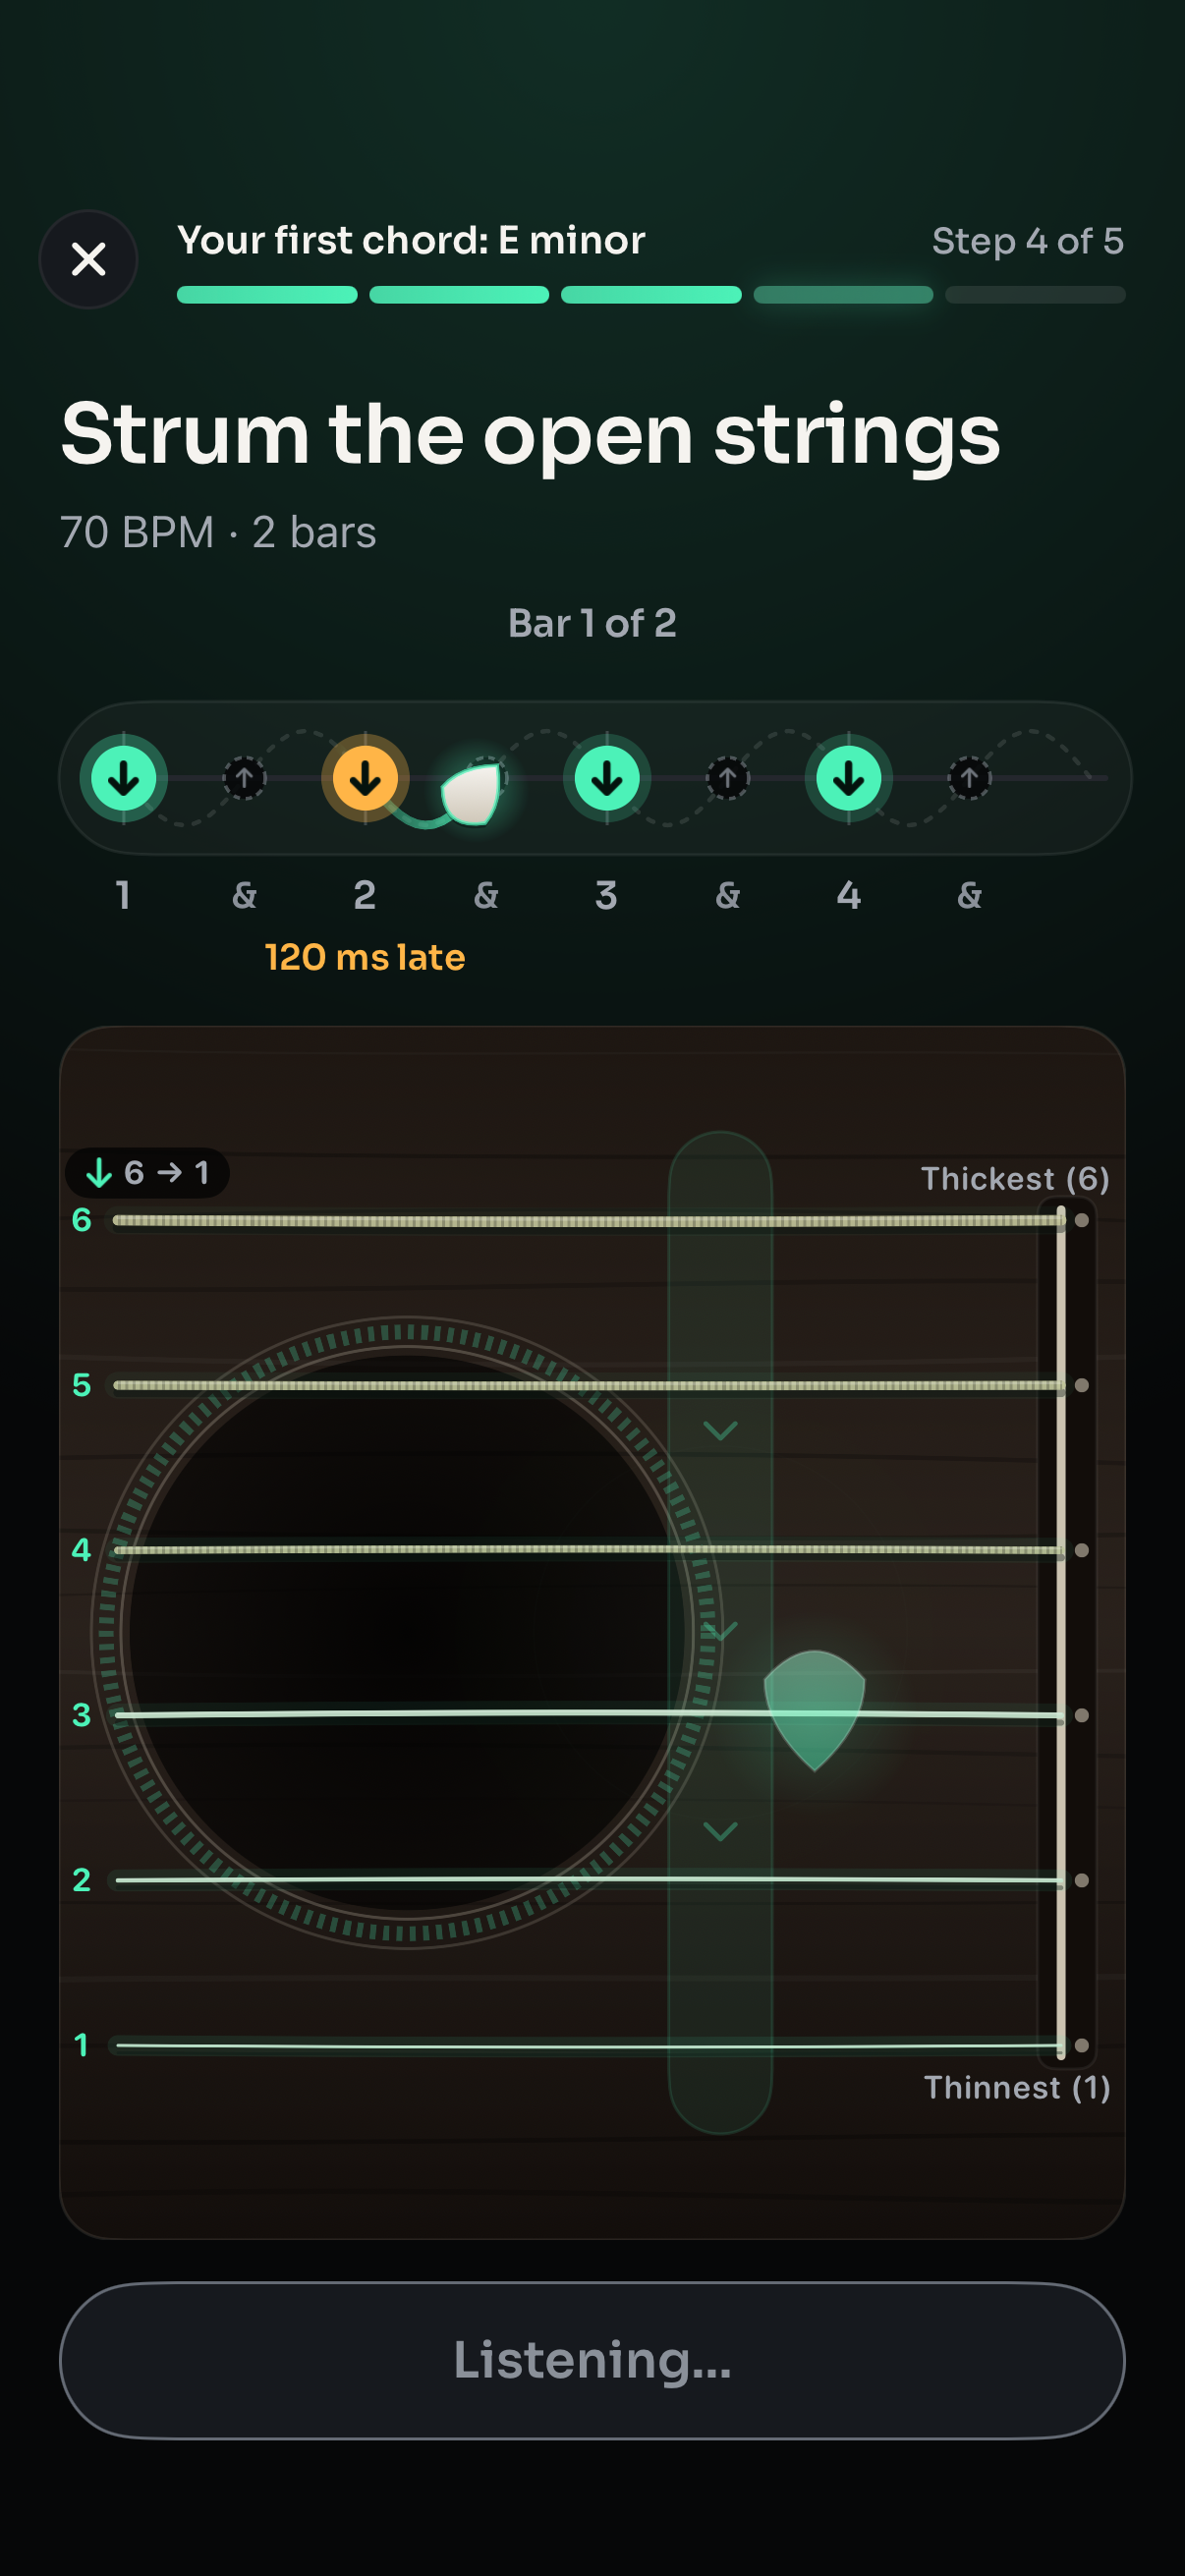 Your first chord: E minor
Step 4 of 5
Strum the open strings
70 BPM · 2 bars
Bar 1 of 2
1 & 2 & 3 & 4 &
120 ms late
↓ 6 → 1
Thickest (6)
6
5
4
3
2
1
Thinnest (1)
Listening...